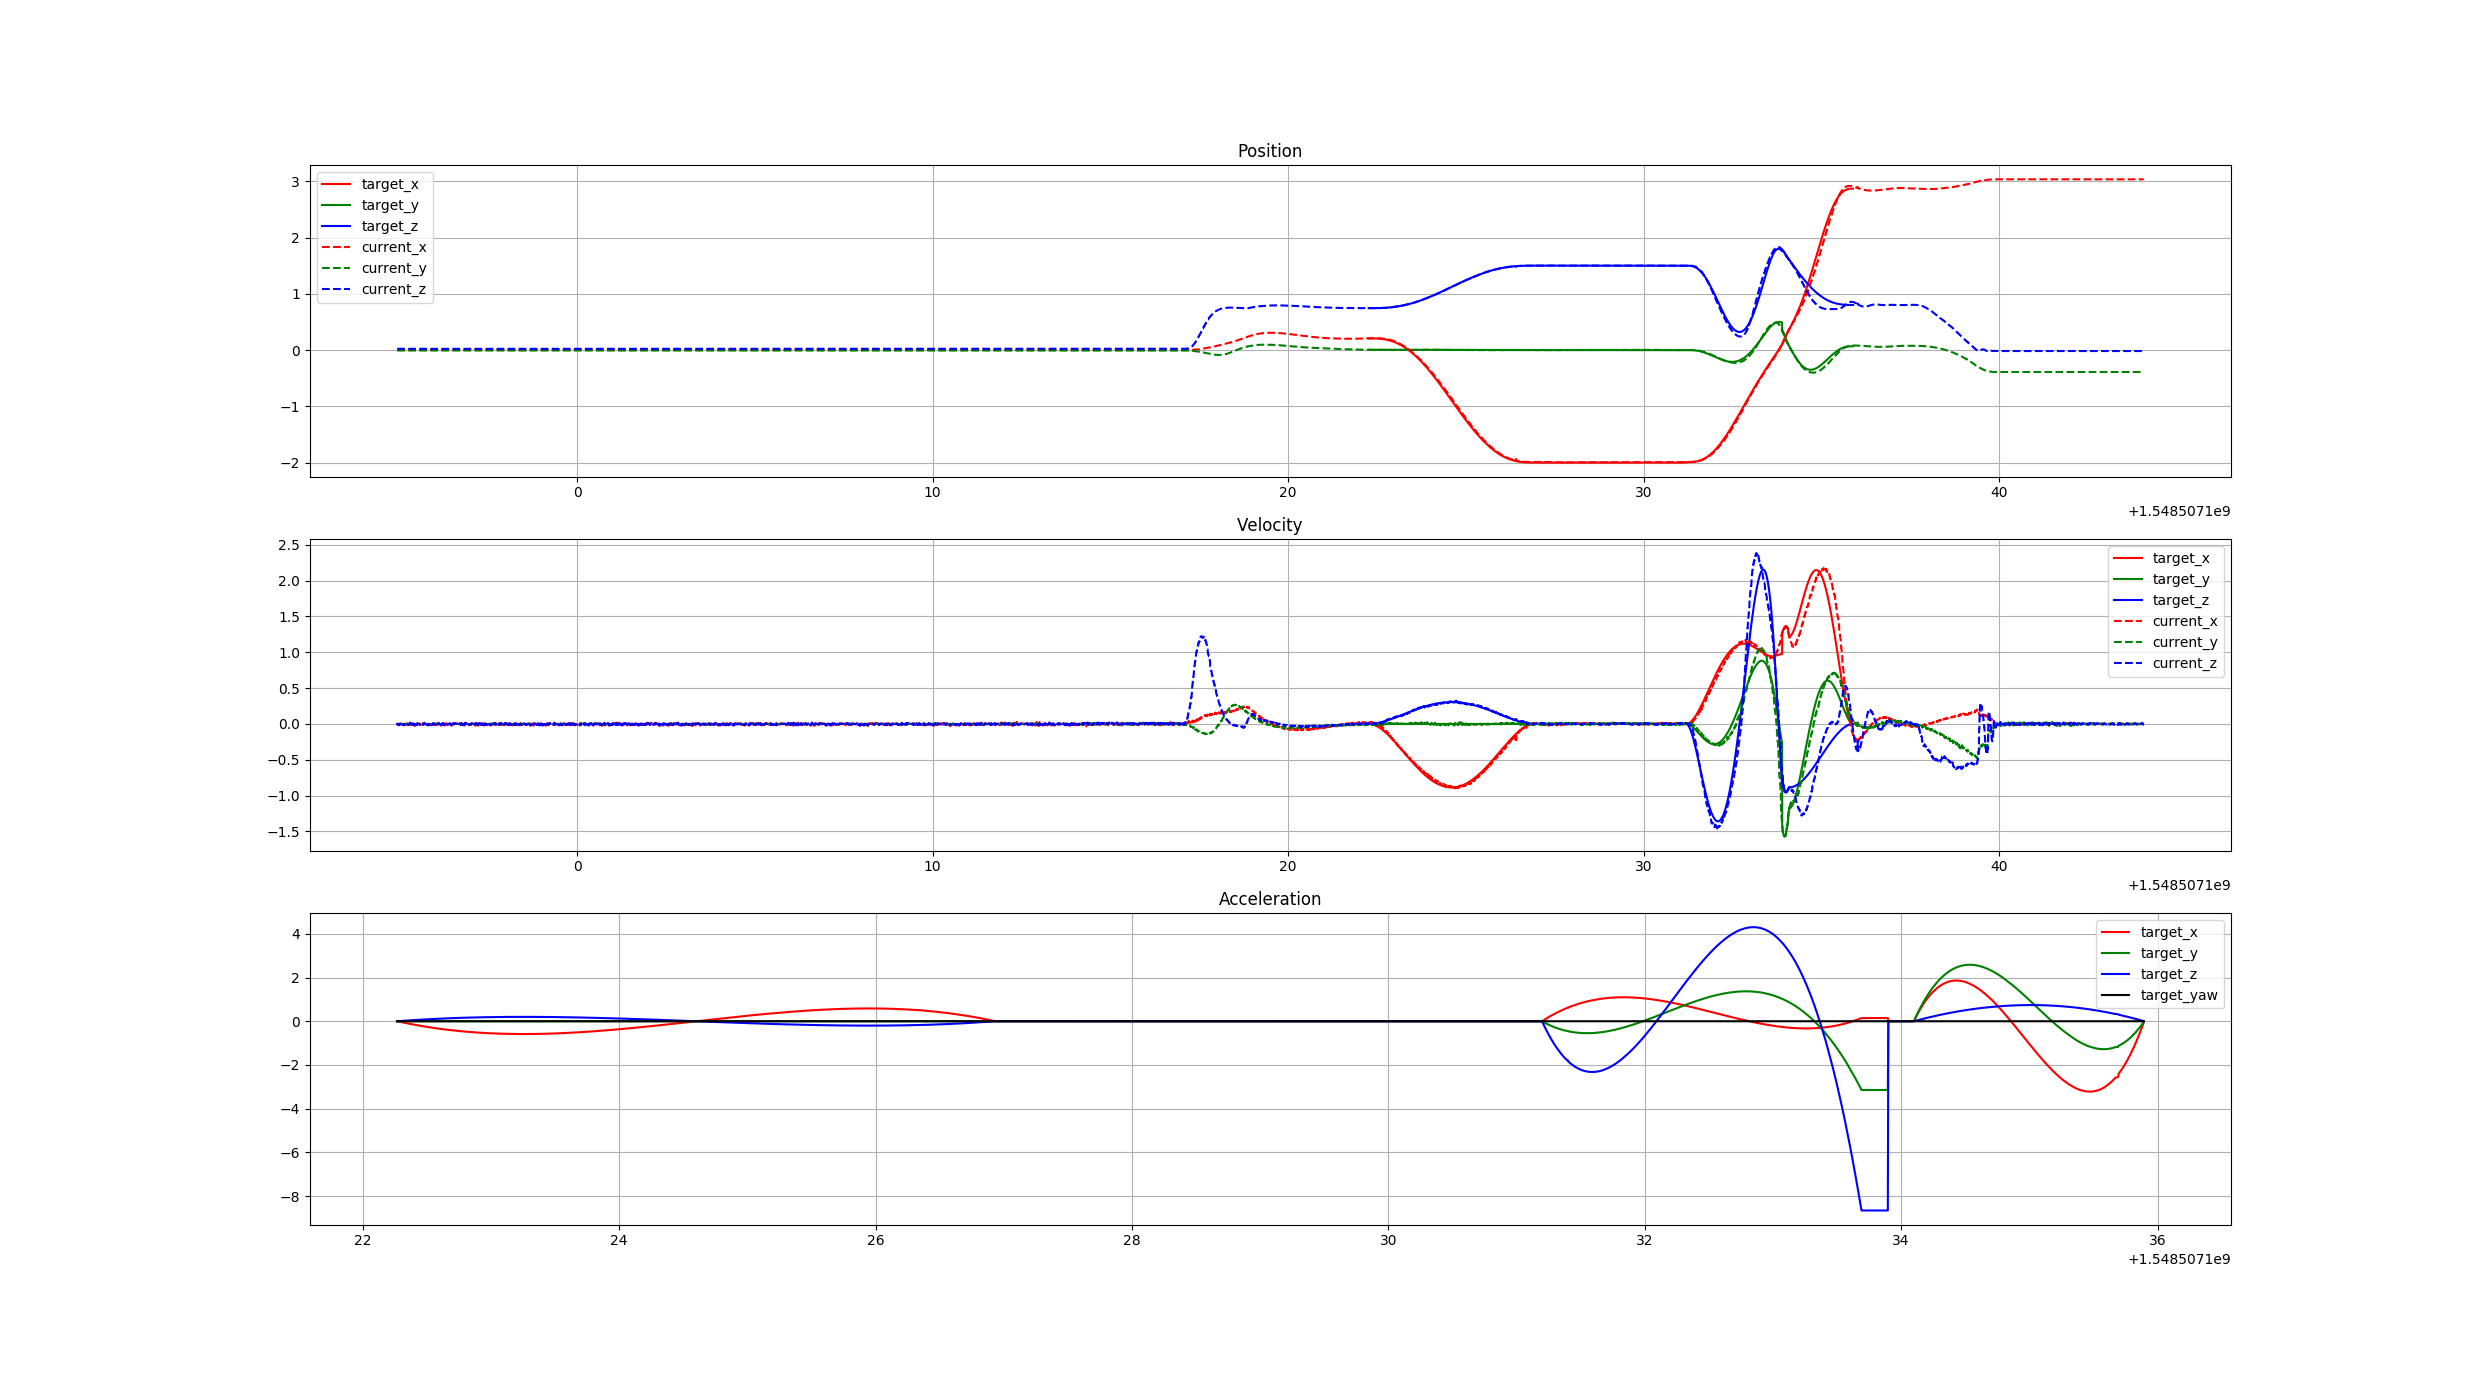 Position
3
2
1
0
−1
−2
target_x
target_y
target_z
current_x
current_y
current_z
0 10 20 30 40
+1.5485071e9
Velocity
2.5
2.0
1.5
1.0
0.5
0.0
−0.5
−1.0
−1.5
target_x
target_y
target_z
current_x
current_y
current_z
0 10 20 30 40
+1.5485071e9
Acceleration
4
2
0
−2
−4
−6
−8
target_x
target_y
target_z
target_yaw
22 24 26 28 30 32 34 36
+1.5485071e9